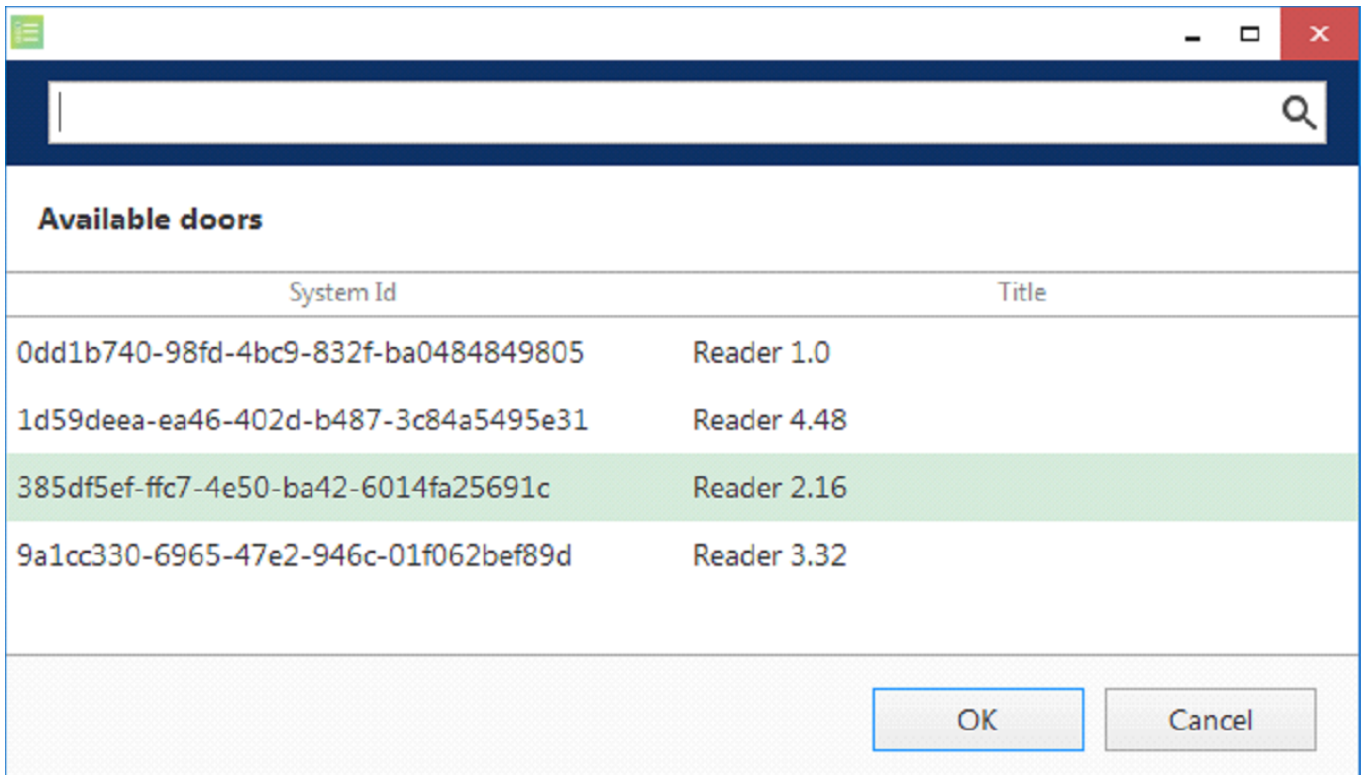 Available doors
System Id Title
0dd1b740-98fd-4bc9-832f-ba0484849805 Reader 1.0
1d59deea-ea46-402d-b487-3c84a5495e31 Reader 4.48
385df5ef-ffc7-4e50-ba42-6014fa25691c Reader 2.16
9a1cc330-6965-47e2-946c-01f062bef89d Reader 3.32
OK Cancel